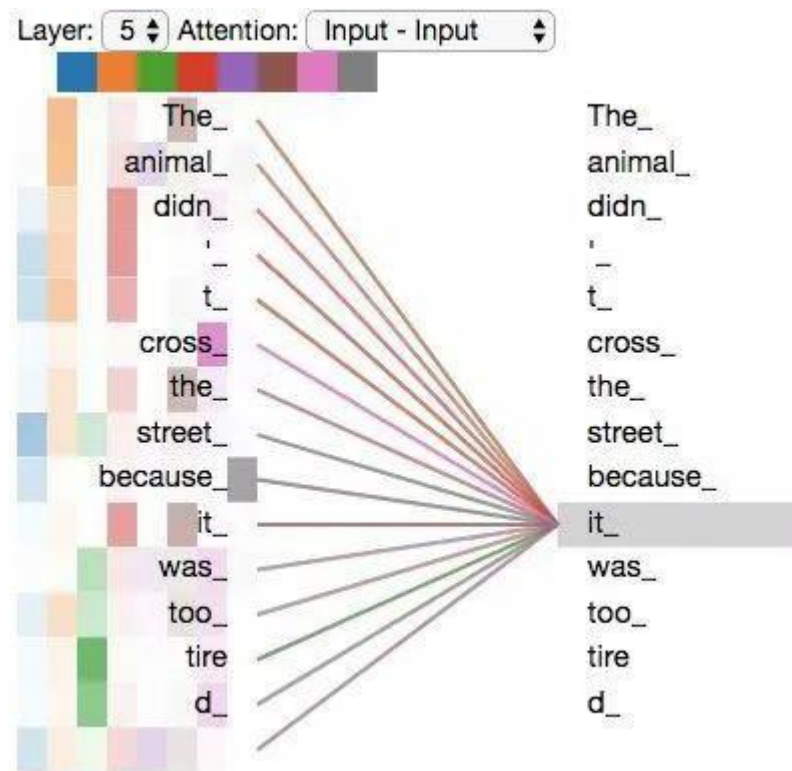 Layer: 5 Attention: Input - Input
The_ The_
animal_ animal_
didn_ didn_
'_ '_
t_ t_
cross_ cross_
the_ the_
street_ street_
because_ because_
it_ it_
was_ was_
too_ too_
tire tire
d_ d_